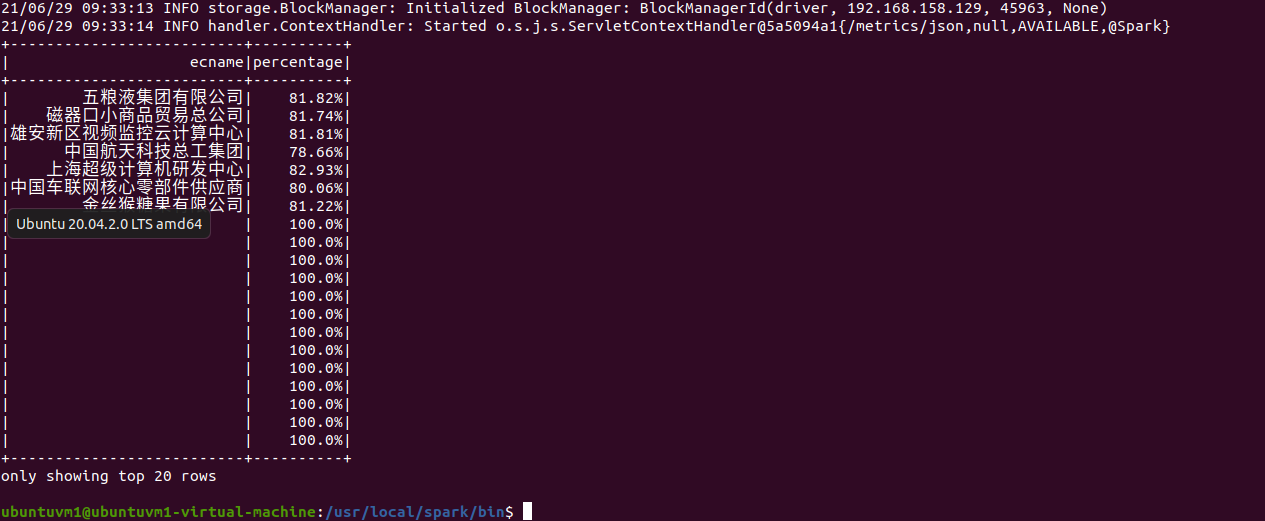 21/06/29 09:33:13 INFO storage.BlockManager: Initialized BlockManager: BlockManagerId(driver, 192.168.158.129, 45963, None)
21/06/29 09:33:14 INFO handler.ContextHandler: Started o.s.j.s.ServletContextHandler@5a5094a1{/metrics/json,null,AVAILABLE,@Spark}
+--------------------------+----------+
|                    ecname|percentage|
+--------------------------+----------+
|        五粮液集团有限公司|    81.82%|
|    磁器口小商品贸易总公司|    81.74%|
|雄安新区视频监控云计算中心|    81.81%|
|      中国航天科技总工集团|    78.66%|
|    上海超级计算机研发中心|    82.93%|
|中国车联网核心零部件供应商|    80.06%|
|        金丝猴糖果有限公司|    81.22%|
Ubuntu 20.04.2.0 LTS amd64 |    100.0%|
|                          |    100.0%|
|                          |    100.0%|
|                          |    100.0%|
|                          |    100.0%|
|                          |    100.0%|
|                          |    100.0%|
|                          |    100.0%|
|                          |    100.0%|
|                          |    100.0%|
|                          |    100.0%|
|                          |    100.0%|
|                          |    100.0%|
+--------------------------+----------+
only showing top 20 rows
ubuntuvm1@ubuntuvm1-virtual-machine:/usr/local/spark/bin$